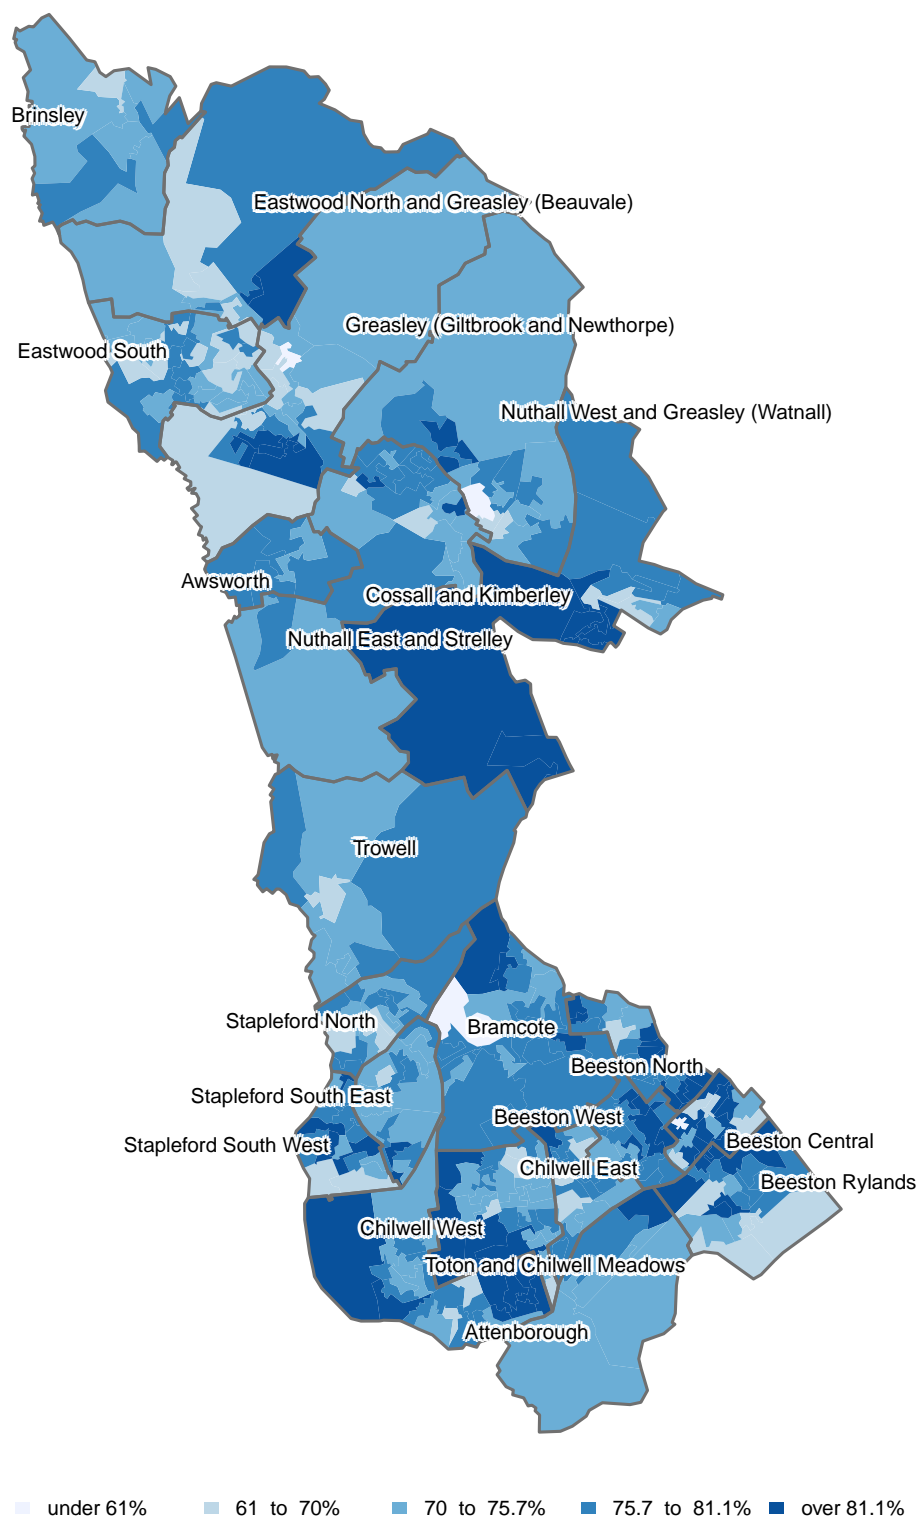 Brinsley
Eastwood North and Greasley (Beauvale)
Greasley (Giltbrook and Newthorpe)
Eastwood South
Nuthall West and Greasley (Watnall)
Awsworth
Cossall and Kimberley
Nuthall East and Strelley
Trowell
Stapleford North
Bramcote
Beeston North
Stapleford South East
Beeston West
Stapleford South West
Beeston Central
Chilwell East
Beeston Rylands
Chilwell West
Toton and Chilwell Meadows
Attenborough
under 61% 61 to 70% 70 to 75.7% 75.7 to 81.1% over 81.1%